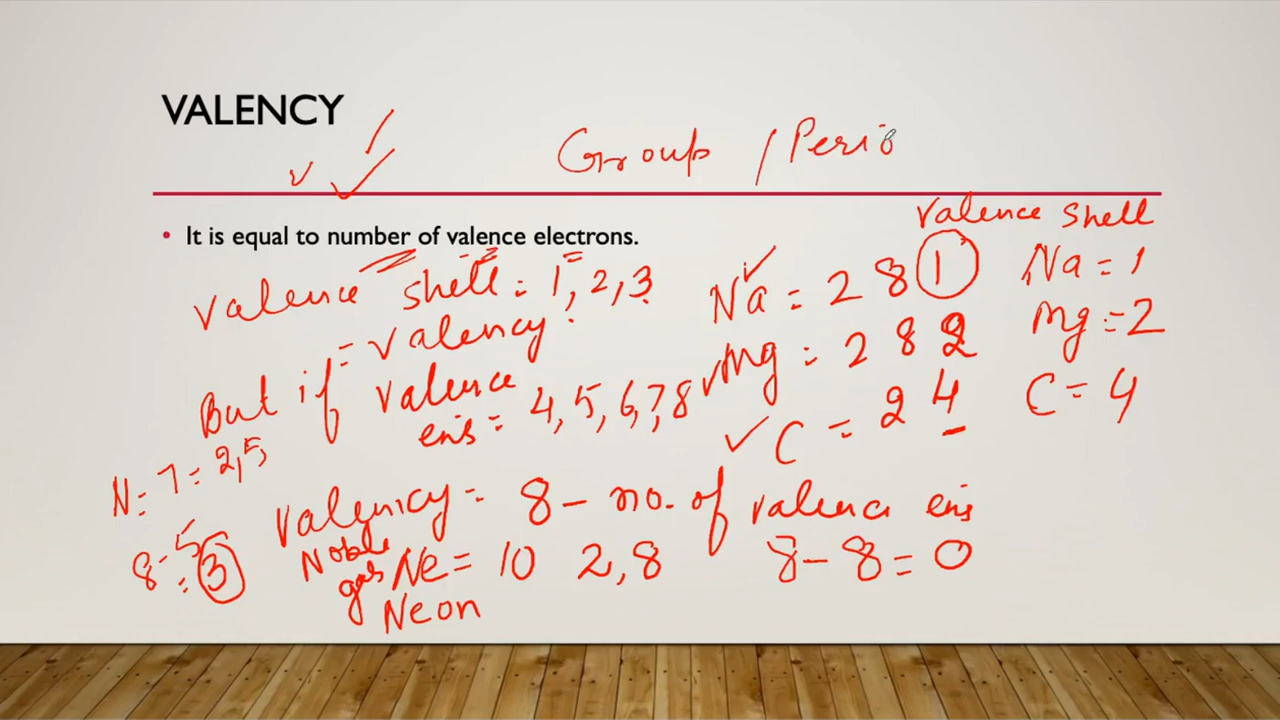 VALENCY
Group / Perio
• It is equal to number of valence electrons.
valence shell
valence shell = 1, 2, 3
= valency.
Na = 2 8 1
Na = 1
Mg = 2 8 2
Mg = 2
But if valence
ens = 4, 5, 6, 7, 8
C = 2 4
C = 4
N = 7 = 2,5
8-5
= 3
Valency = 8 - no. of valence ens
Noble
gas
Ne = 10 2,8 8-8 = 0
Neon